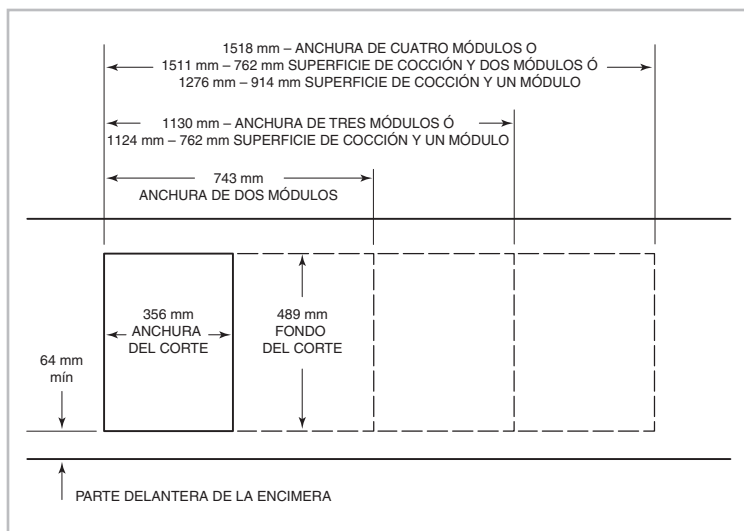 1518 mm – ANCHURA DE CUATRO MÓDULOS O
1511 mm – 762 mm SUPERFICIE DE COCCIÓN Y DOS MÓDULOS Ó
1276 mm – 914 mm SUPERFICIE DE COCCIÓN Y UN MÓDULO
1130 mm – ANCHURA DE TRES MÓDULOS Ó
1124 mm – 762 mm SUPERFICIE DE COCCIÓN Y UN MÓDULO
743 mm
ANCHURA DE DOS MÓDULOS
356 mm
ANCHURA
DEL CORTE
489 mm
FONDO
DEL CORTE
64 mm
mín
PARTE DELANTERA DE LA ENCIMERA